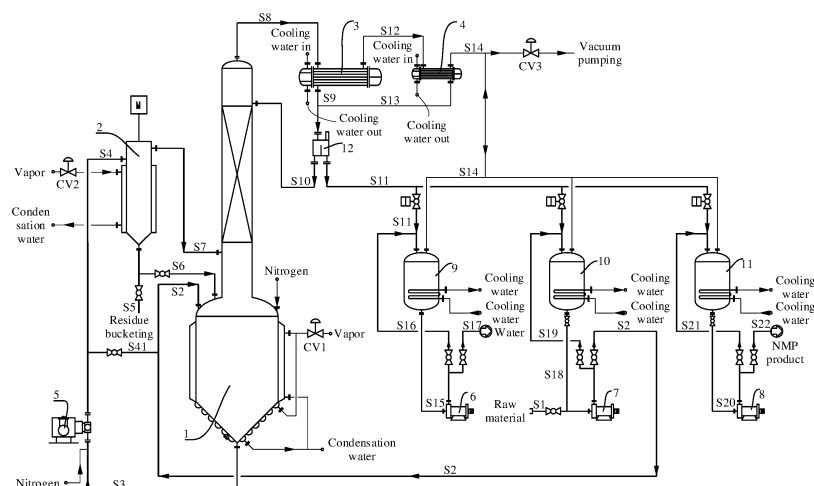 S8
Cooling
water in
3
S12
4
Cooling
water in
S14
CV3
Vacuum
pumping
S9
S13
Cooling
water out
Cooling
water out
12
M
2
S4
Vapor
CV2
Conden
sation
water
S7
S10
S11
S14
S6
S2
S5
Residue
bucketing
Nitrogen
S11
9
10
11
Cooling
water
Cooling
water
Cooling
water
Cooling
water
Cooling
water
Cooling
water
S41
Vapor
CV1
S16
S17
Water
S19
S2
S21
S22
NMP
product
S18
5
1
S15
6
Raw
material
S1
7
S20
8
Condensation
water
S2
Nitrogen
S3